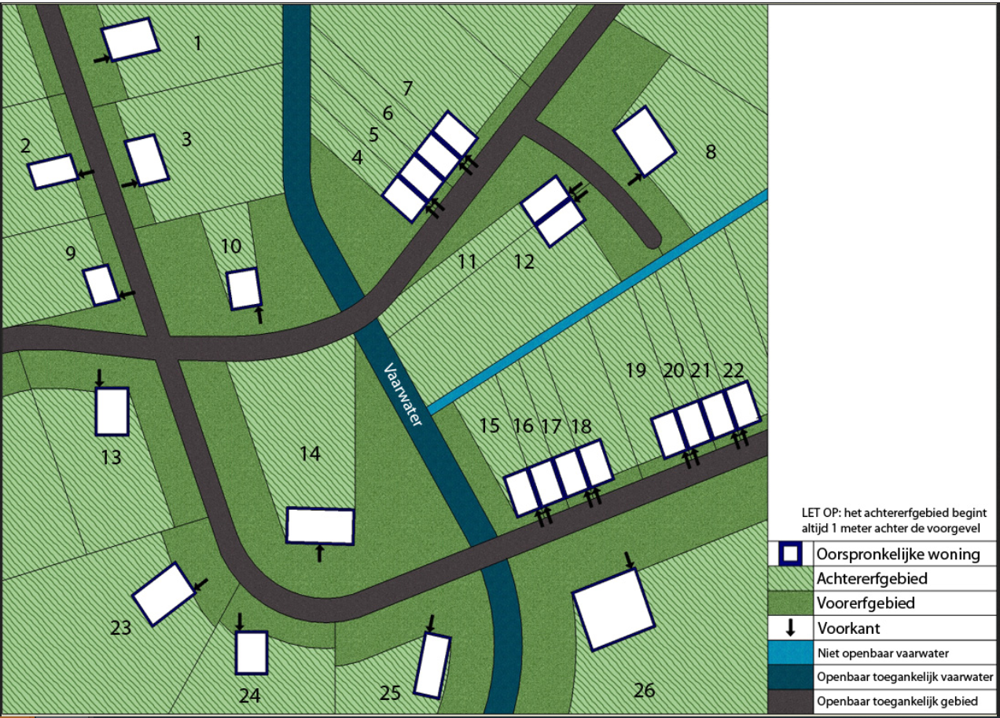 1
7
6
5
4
2
3
8
10
9
11
12
Vaarwater
19
20
21
22
15
16
17
18
13
14
23
24
25
26
LET OP: het achtererfgebied begint
altijd 1 meter achter de voorgevel
Oorspronkelijke woning
Achtererfgebied
Voorerfgebied
Voorkant
Niet openbaar vaarwater
Openbaar toegankelijk vaarwater
Openbaar toegankelijk gebied